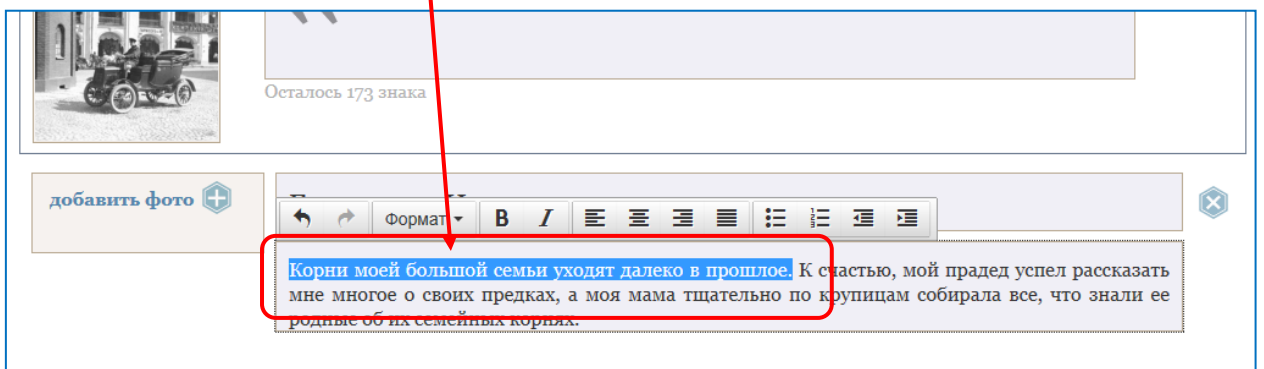 Осталось 173 знака
добавить фото
Формат B I
Корни моей большой семьи уходят далеко в прошлое. К счастью, мой прадед успел рассказать
мне многое о своих предках, а моя мама тщательно по крупицам собирала все, что знали ее
родные об их семейных корнях.